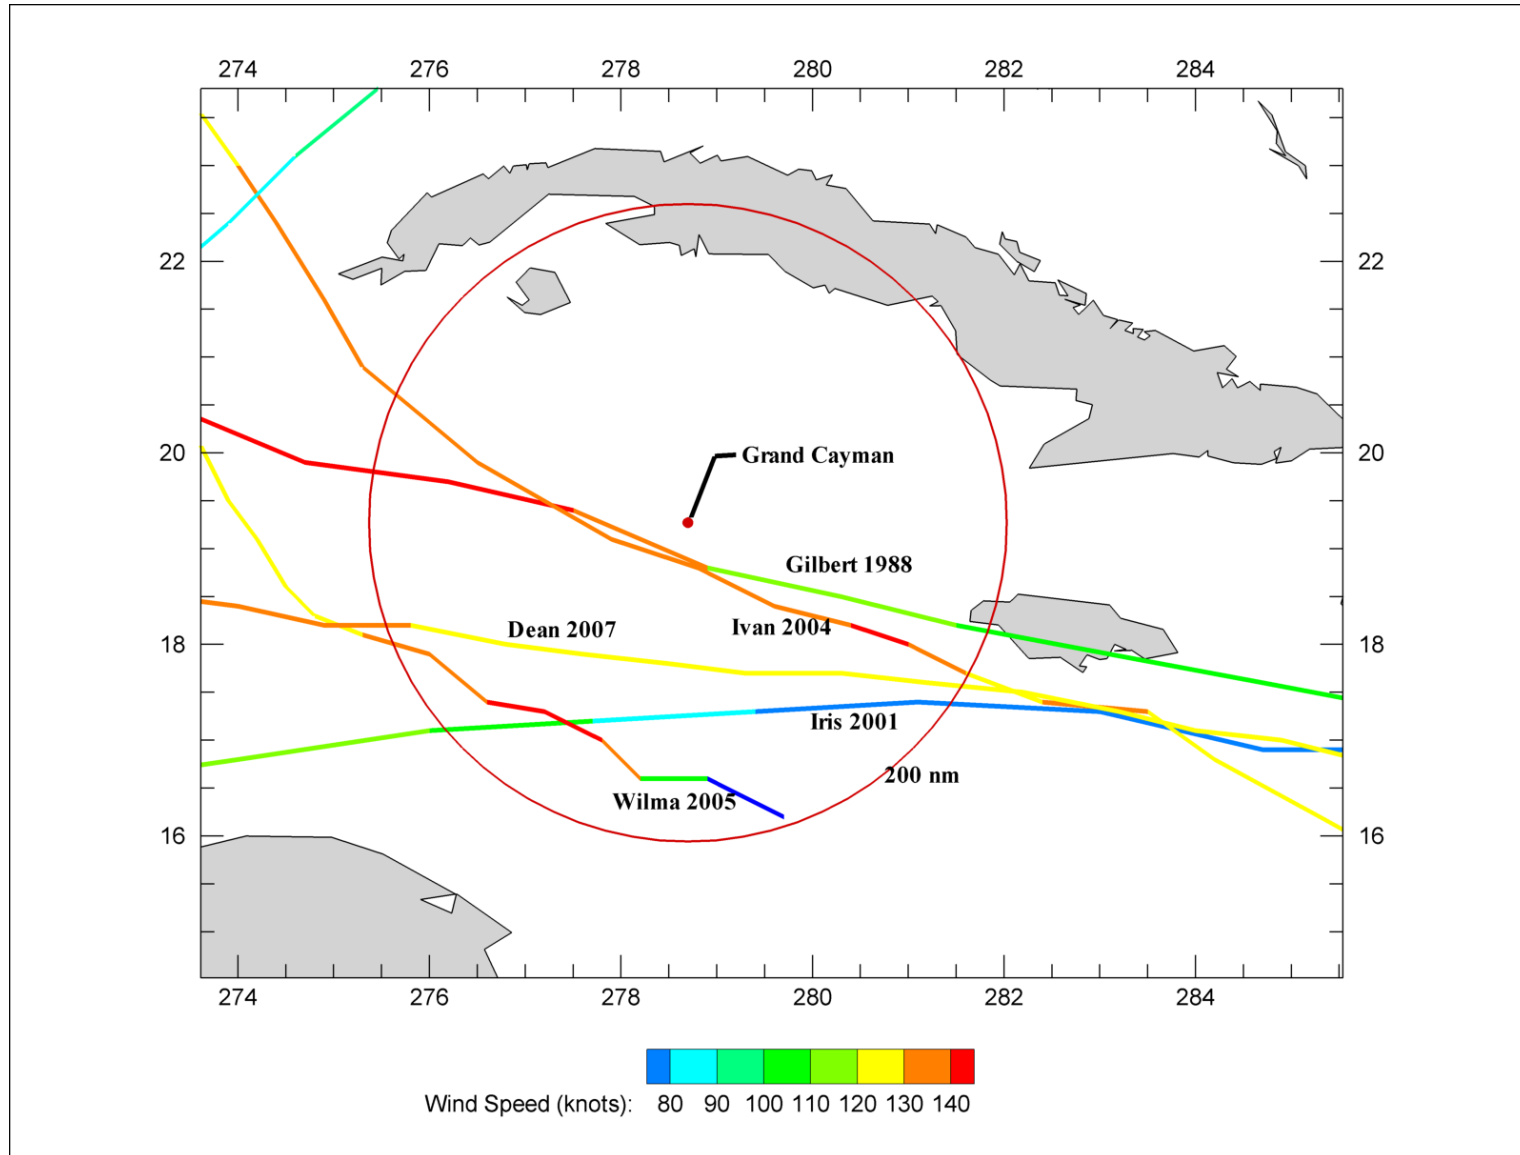 274 276 278 280 282 284
22 22
20 20
Grand Cayman
Gilbert 1988
Dean 2007
Ivan 2004
18 18
Iris 2001
200 nm
Wilma 2005
16 16
274 276 278 280 282 284
Wind Speed (knots): 80 90 100 110 120 130 140